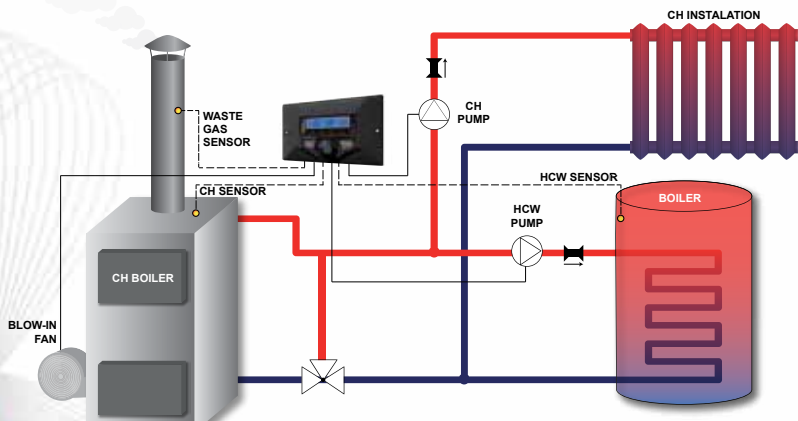 CH INSTALATION
WASTE
GAS
SENSOR
CH
PUMP
CH SENSOR
HCW SENSOR
BOILER
HCW
PUMP
CH BOILER
BLOW-IN
FAN